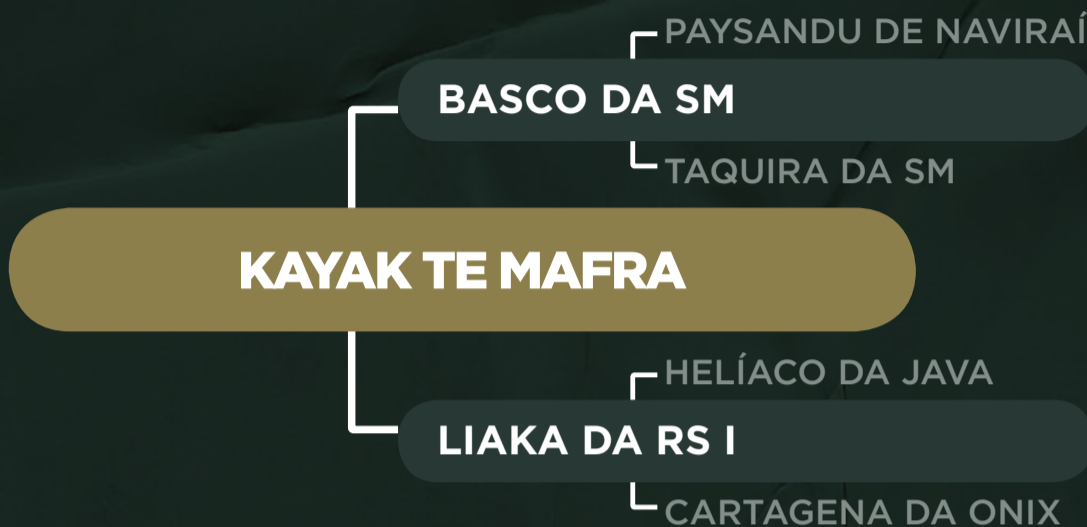 PAYSANDU DE NAVIRAÍ
BASCO DA SM
TAQUIRA DA SM
KAYAK TE MAFRA
HELÍACO DA JAVA
LIAKA DA RS I
CARTAGENA DA ONIX